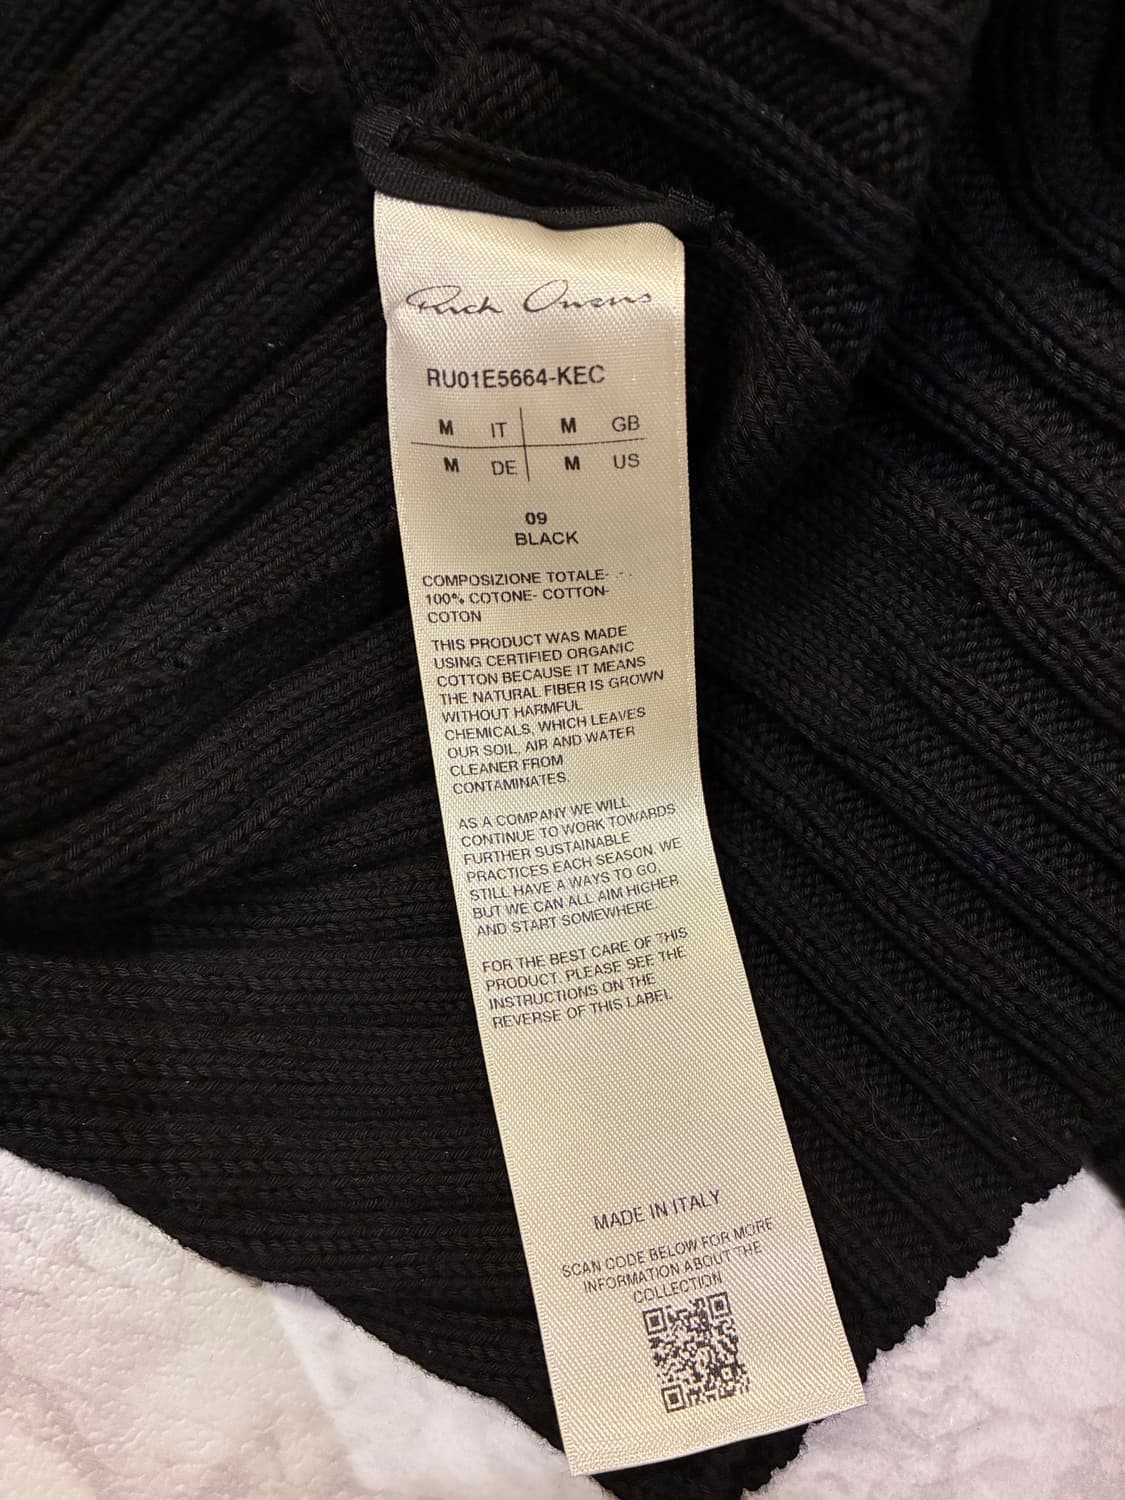 Rick Owens
RU01E5664-KEC
M IT M GB
M DE M US
09
BLACK
COMPOSIZIONE TOTALE- - .
100% COTONE- COTTON-
COTON
THIS PRODUCT WAS MADE
USING CERTIFIED ORGANIC
COTTON BECAUSE IT MEANS
THE NATURAL FIBER IS GROWN
WITHOUT HARMFUL
CHEMICALS, WHICH LEAVES
OUR SOIL, AIR AND WATER
CLEANER FROM
CONTAMINATES.
AS A COMPANY WE WILL
CONTINUE TO WORK TOWARDS
FURTHER SUSTAINABLE
PRACTICES EACH SEASON. WE
STILL HAVE A WAYS TO GO,
BUT WE CAN ALL AIM HIGHER
AND START SOMEWHERE.
FOR THE BEST CARE OF THIS
PRODUCT, PLEASE SEE THE
INSTRUCTIONS ON THE
REVERSE OF THIS LABEL.
MADE IN ITALY
SCAN CODE BELOW FOR MORE
INFORMATION ABOUT THE
COLLECTION